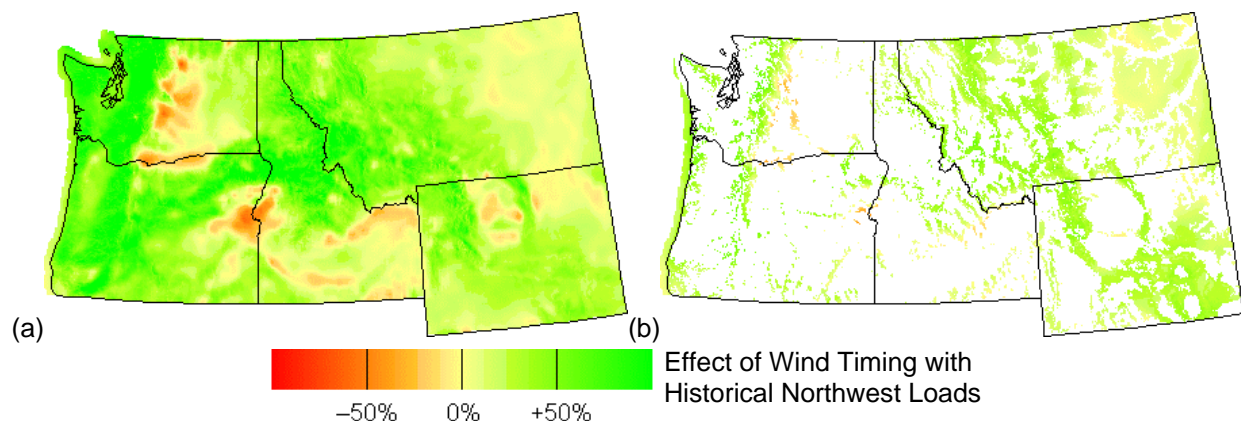 (a)
(b)
Effect of Wind Timing with
Historical Northwest Loads
–50%
0%
+50%